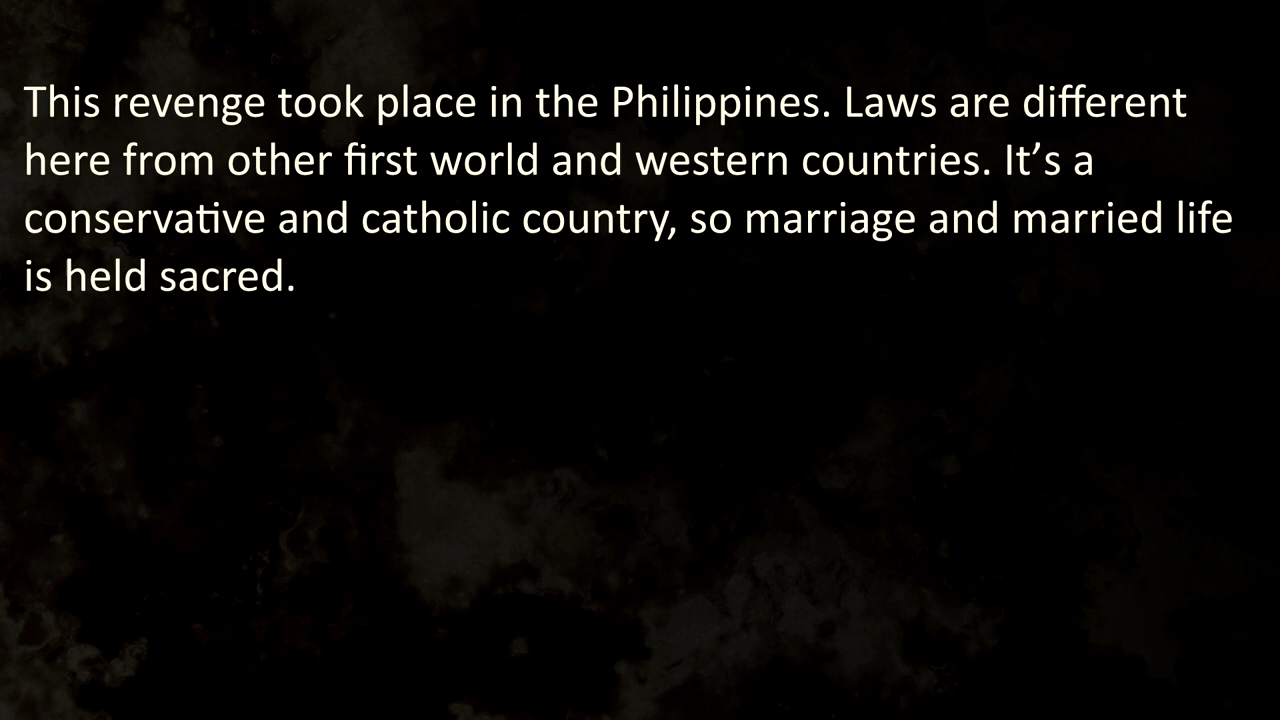 This revenge took place in the Philippines. Laws are different
here from other first world and western countries. It’s a
conservative and catholic country, so marriage and married life
is held sacred.